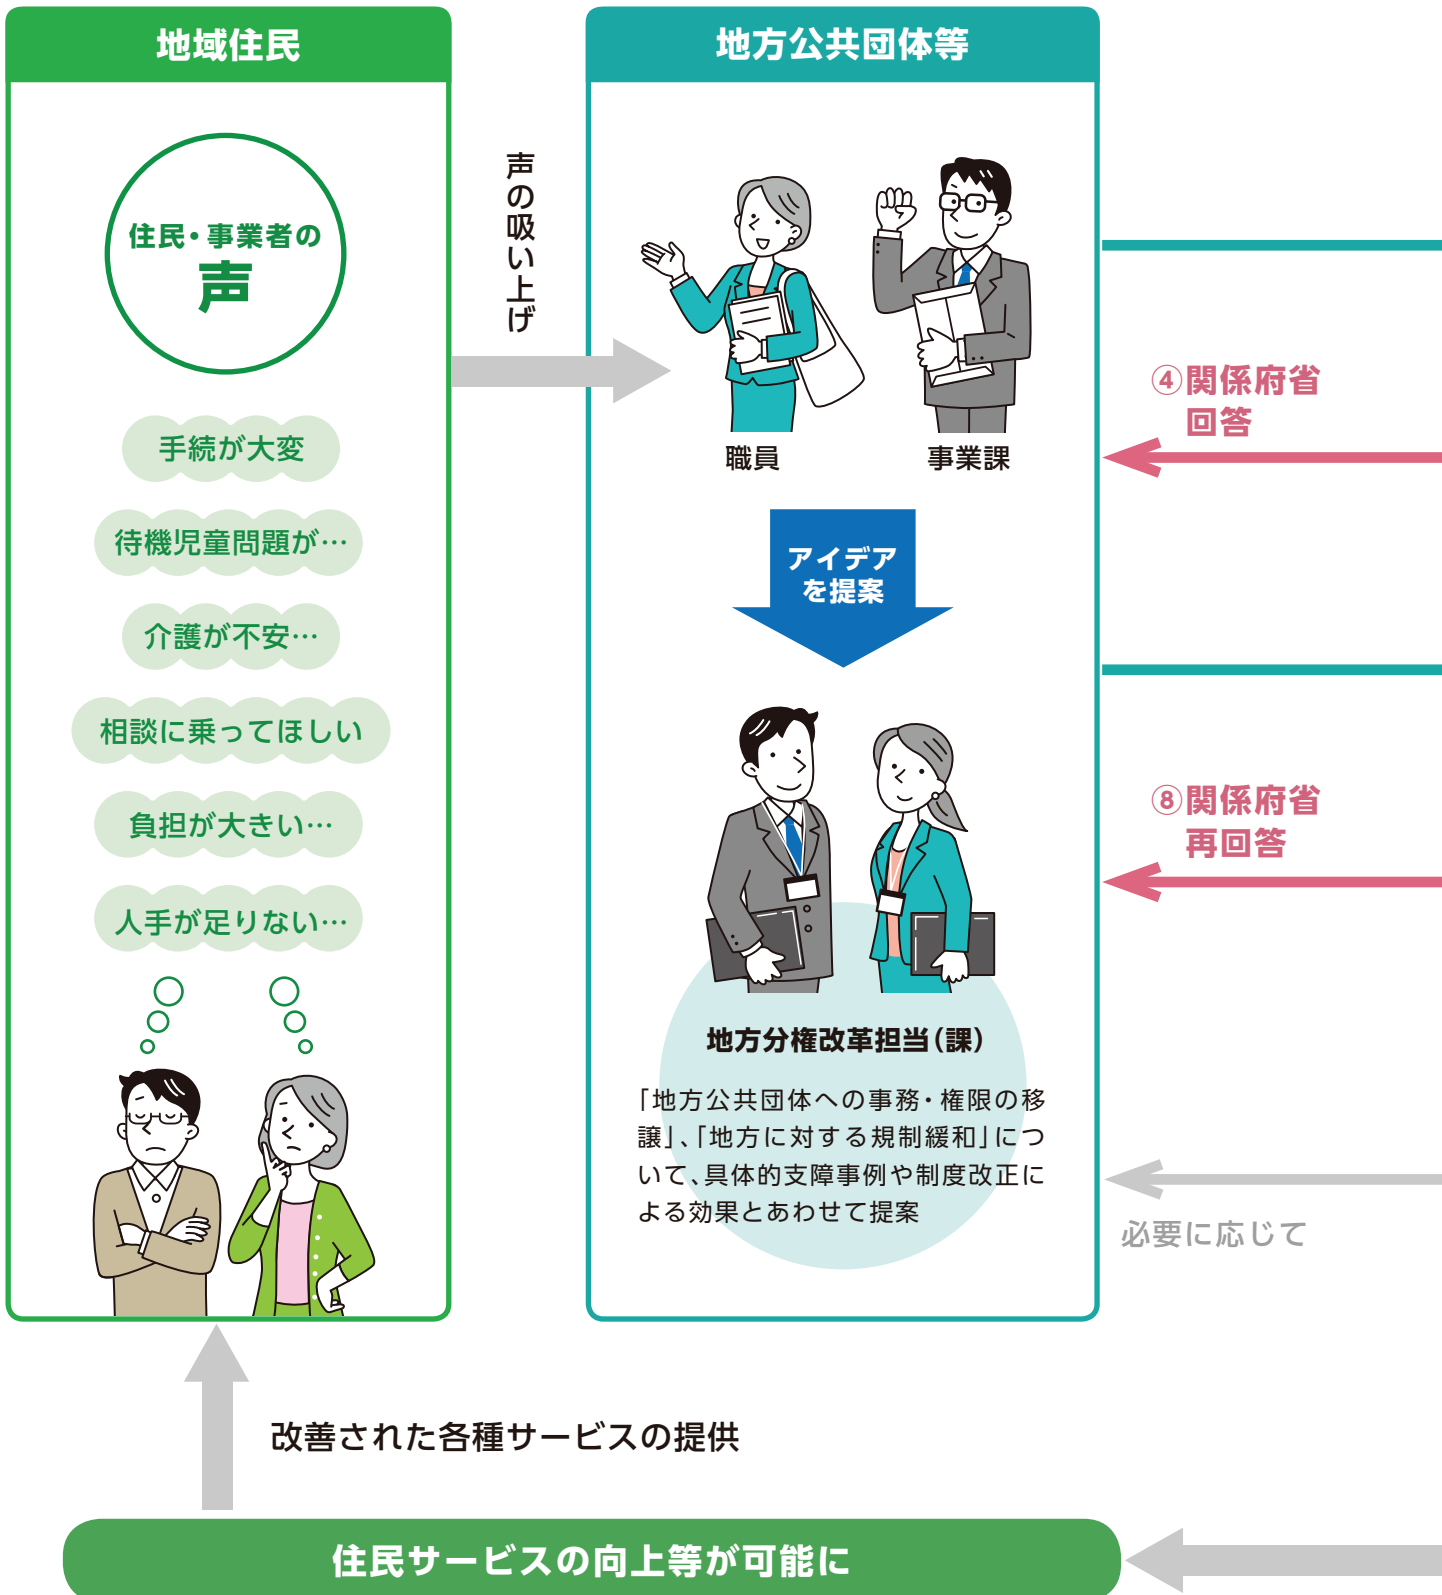 地域住民
住民・事業者の
声
手続が大変
待機児童問題が…
介護が不安…
相談に乗ってほしい
負担が大きい…
人手が足りない…
声の吸い上げ
地方公共団体等
職員
事業課
アイデア
を提案
地方分権改革担当（課）
「地方公共団体への事務・権限の移
譲」、「地方に対する規制緩和」につ
いて、具体的支障事例や制度改正に
よる効果とあわせて提案
④関係府省
回答
⑧関係府省
再回答
必要に応じて
改善された各種サービスの提供
住民サービスの向上等が可能に